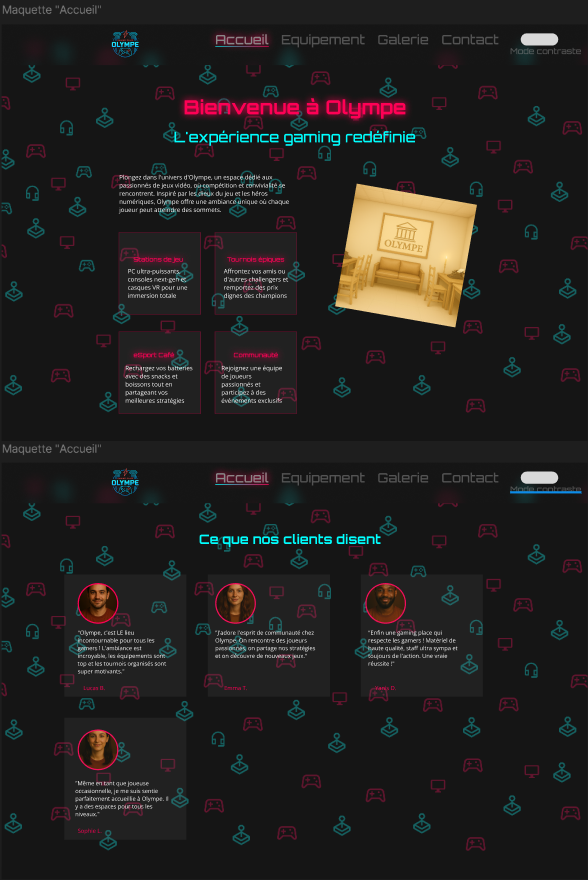 Maquette "Accueil"
OLYMPE
Accueil Equipement Galerie Contact
Mode contraste
Bienvenue à Olympe
L'expérience gaming redéfinie
Plongez dans l'univers d'Olympe, un espace dédié aux
passionnés de jeux vidéo, où compétition et convivialité se
rencontrent. Inspiré par les dieux du jeu et les héros
numériques, Olympe offre une ambiance unique où chaque
joueur peut atteindre des sommets.
OLYMPE
Stations de jeu
PC ultra-puissants,
consoles next-gen et
casques VR pour une
immersion totale
Tournois épiques
Affrontez vos amis ou
d'autres challengers et
remportez des prix
dignes des champions
eSport Café
Rechargez vos batteries
avec des snacks et
boissons tout en
partageant vos
meilleures stratégies
Communauté
Rejoignez une équipe
de joueurs
passionnés et
participez à des
événements exclusifs
Maquette "Accueil"
OLYMPE
Accueil Equipement Galerie Contact
Mode contraste
Ce que nos clients disent
"Olympe, c'est LE lieu
incontournable pour tous les
gamers ! L'ambiance est
incroyable, les équipements sont
top et les tournois organisés sont
super motivants."
Lucas R.
"J'adore l'esprit de communauté chez
Olympe. On rencontre des joueurs
passionnés, on partage nos stratégies
et on découvre de nouveaux jeux."
Emma T.
"Enfin une gaming place qui
respecte les gamers ! Matériel de
haute qualité, staff ultra sympa et
toujours de l'action. Une vraie
réussite !"
"Même en tant que joueuse
occasionnelle, je me suis sentie
parfaitement accueillie à Olympe. Il
y a des espaces pour tous les
niveaux."
Sophie L.